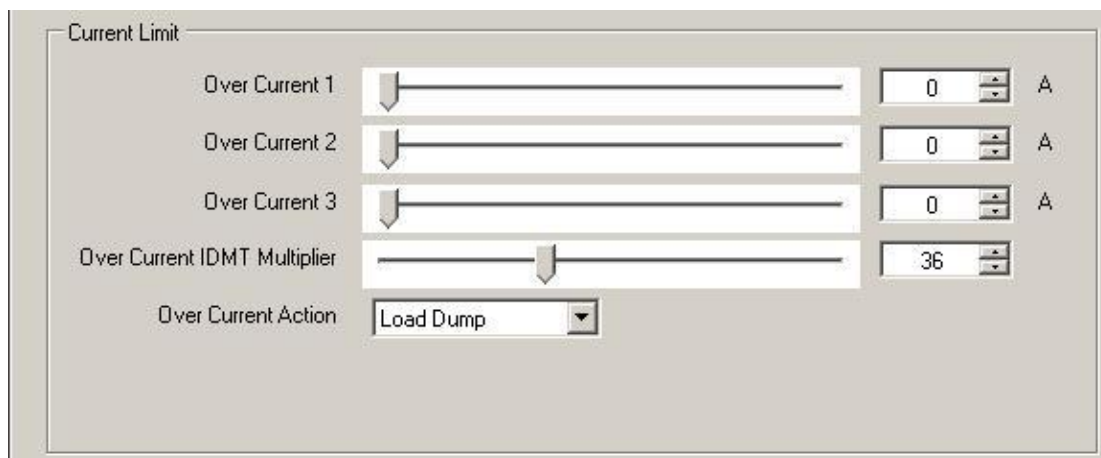 Current Limit
Over Current 1 0 A
Over Current 2 0 A
Over Current 3 0 A
Over Current IDMT Multiplier 36
Over Current Action Load Dump